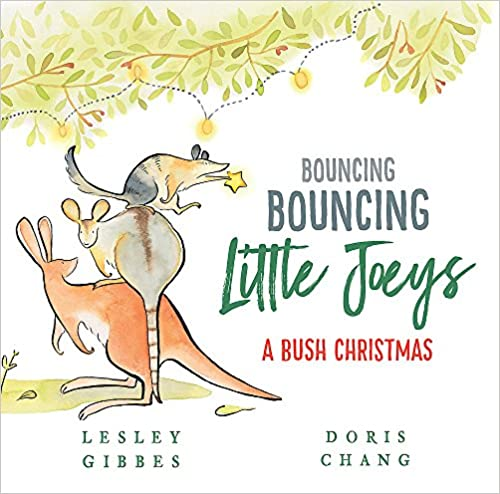 BOUNCING
BOUNCING
Little Joeys
A BUSH CHRISTMAS
LESLEY
GIBBES
DORIS
CHANG